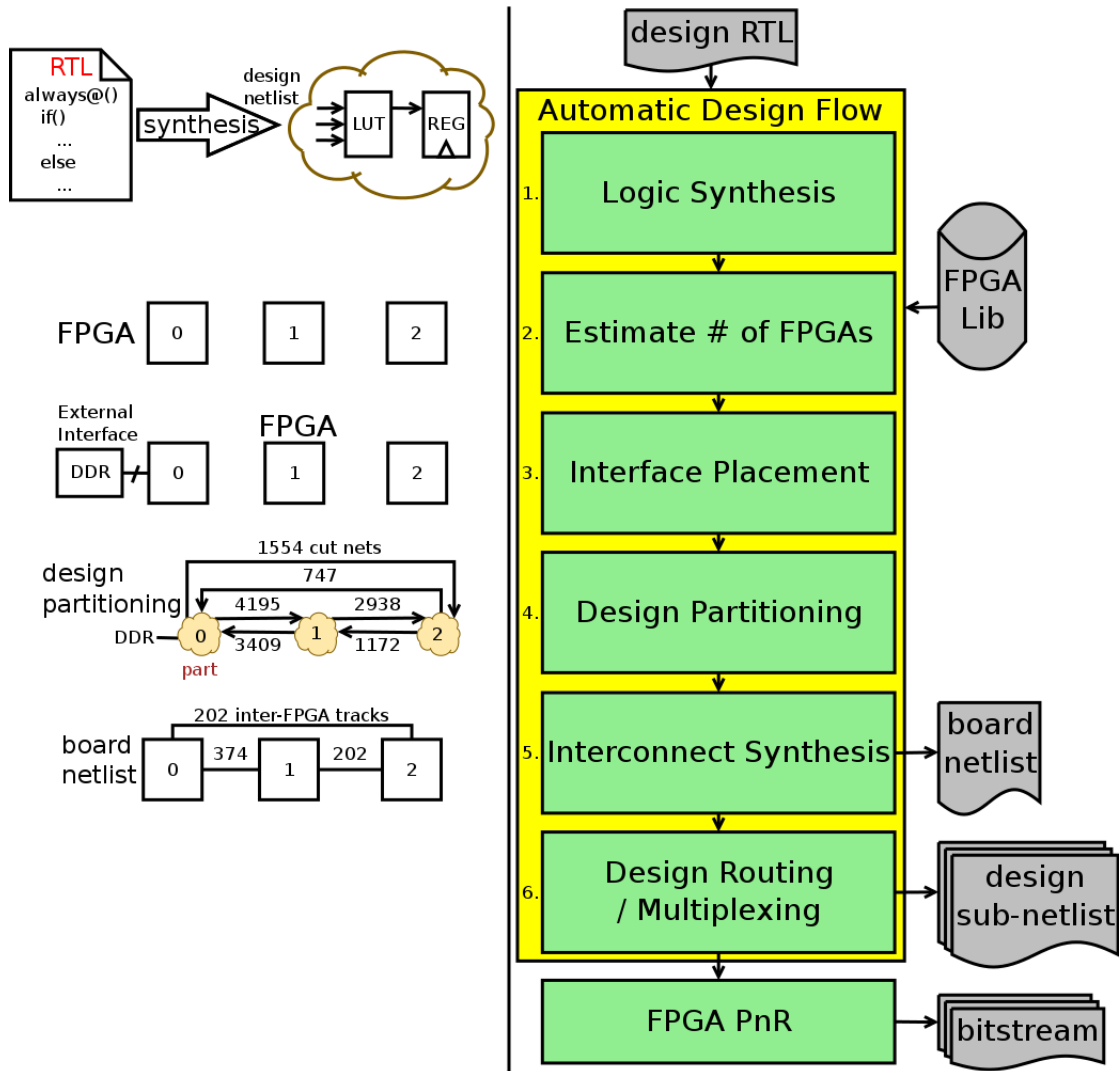 RTL
always@()
if()
...
else
...
synthesis
design
netlist
LUT
REG
FPGA
0
1
2
External
Interface
FPGA
DDR
0
1
2
1554 cut nets
747
design
partitioning
4195
2938
DDR
0
1
2
3409
1172
part
202 inter-FPGA tracks
board
netlist
0
374
1
202
2
design RTL
Automatic Design Flow
1.
Logic Synthesis
2.
Estimate # of FPGAs
FPGA
Lib
3.
Interface Placement
4.
Design Partitioning
5.
Interconnect Synthesis
board
netlist
6.
Design Routing
/ Multiplexing
design
sub-netlist
FPGA PnR
bitstream